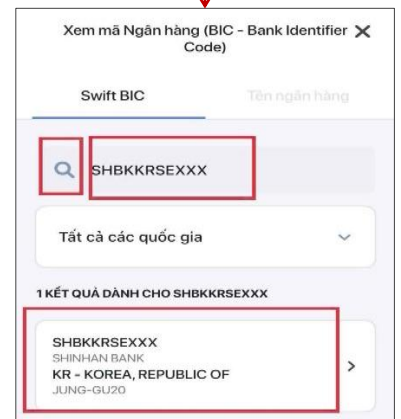 Xem mã Ngân hàng (BIC - Bank Identifier
Code)
Swift BIC
Tên ngân hàng
SHBKKRSEXXX
Tất cả các quốc gia
1 KẾT QUẢ DÀNH CHO SHBKKRSEXXX
SHBKKRSEXXX
SHINHAN BANK
KR - KOREA, REPUBLIC OF
JUNG-GU20